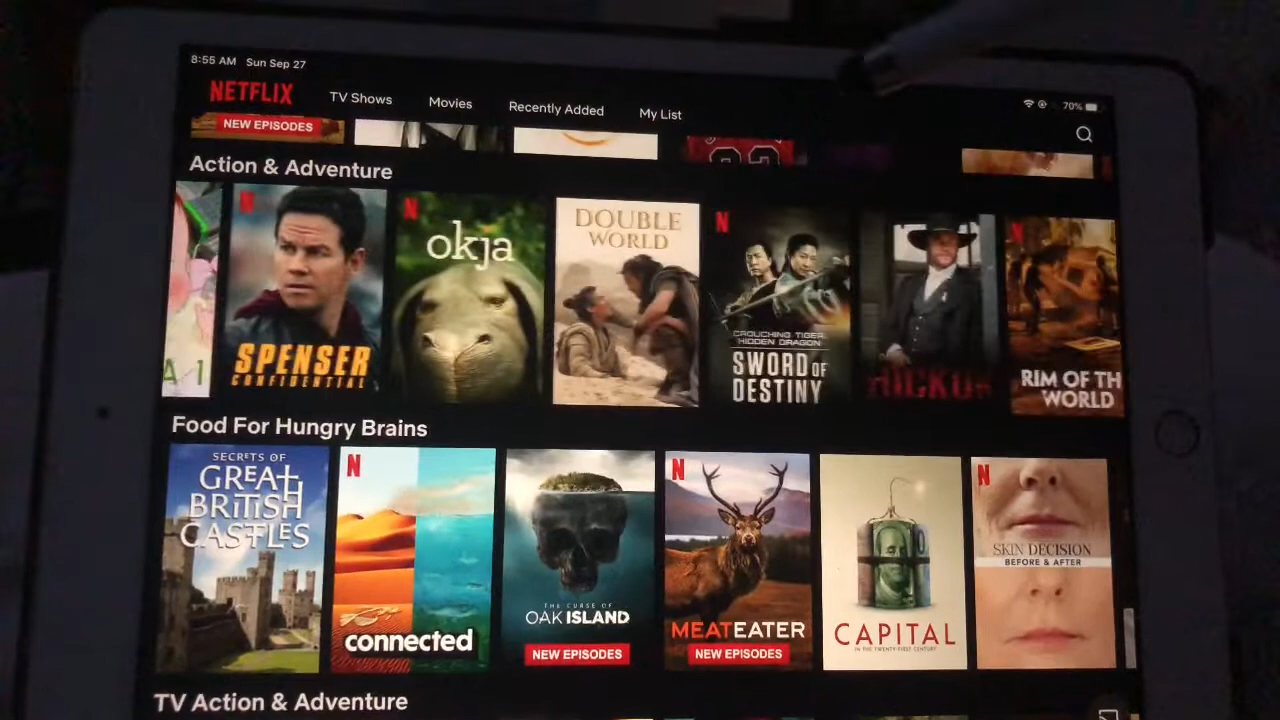 8:55 AM Sun Sep 27
70%
NETFLIX
TV Shows
Movies
Recently Added
My List
NEW EPISODES
Action & Adventure
A 1
N
SPENSER
CONFIDENTIAL
N
okja
DOUBLE
WORLD
N
CROUCHING TIGER
HIDDEN DRAGON
SWORD OF
DESTINY
HICKOK
N
RIM OF TH
WORLD
Food For Hungry Brains
SECRETS OF
GREAT
BRITISH
CASTLES
N
connected
THE CURSE OF
OAK ISLAND
NEW EPISODES
N
MEATEATER
NEW EPISODES
CAPITAL
IN THE TWENTY-FIRST CENTURY
N
SKIN DECISION
BEFORE & AFTER
TV Action & Adventure